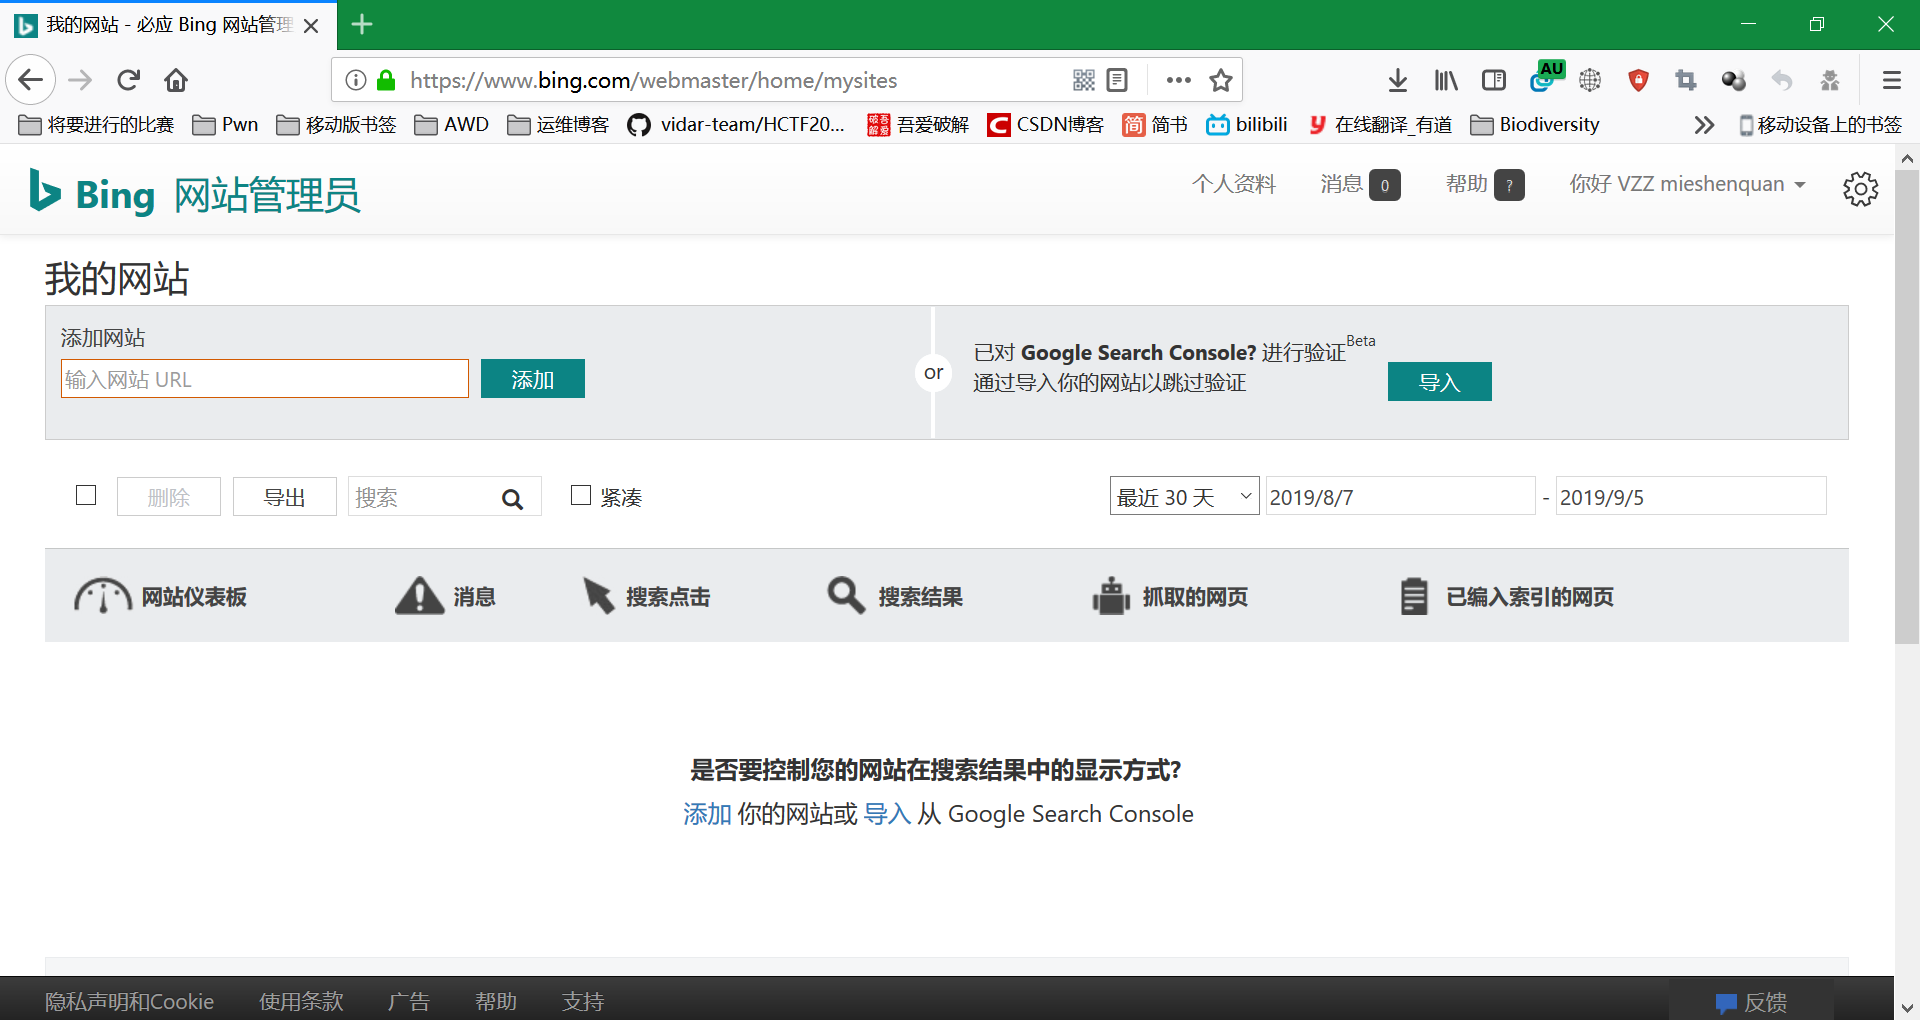 我的网站 - 必应 Bing 网站管理
https://www.bing.com/webmaster/home/mysites
AU
将要进行的比赛 Pwn 移动版书签 AWD 运维博客 vidar-team/HCTF20... 吾爱破解 CSDN博客 简书 bilibili 在线翻译_有道 Biodiversity 移动设备上的书签
Bing 网站管理员
个人资料 消息 0 帮助 ? 你好 VZZ mieshenquan
我的网站
添加网站
输入网站 URL 添加
or
已对 Google Search Console? 进行验证Beta
通过导入你的网站以跳过验证 导入
删除 导出 搜索 紧凑 最近 30 天 2019/8/7 - 2019/9/5
网站仪表板 消息 搜索点击 搜索结果 抓取的网页 已编入索引的网页
是否要控制您的网站在搜索结果中的显示方式?
添加 你的网站或 导入 从 Google Search Console
隐私声明和Cookie 使用条款 广告 帮助 支持 反馈